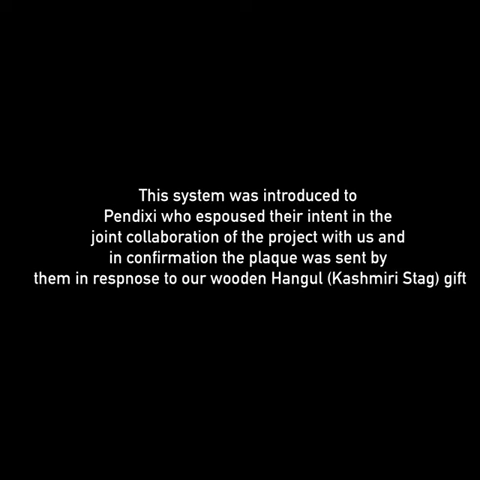 This system was introduced to
Pendixi who espoused their intent in the
joint collaboration of the project with us and
in confirmation the plaque was sent by
them in respnose to our wooden Hangul (Kashmiri Stag) gift